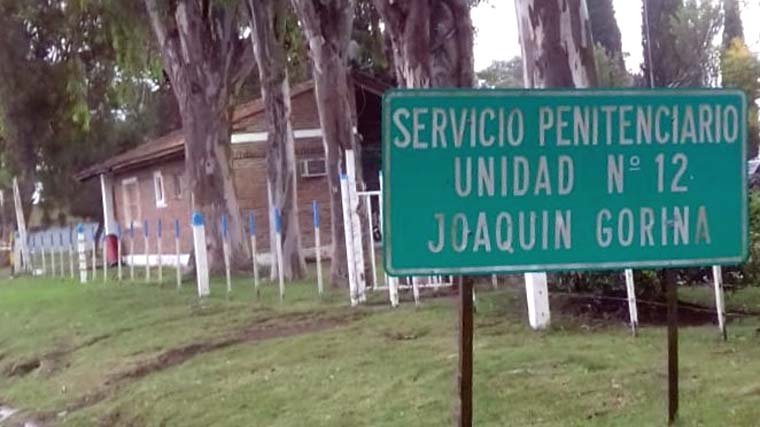 SERVICIO PENITENCIARIO
UNIDAD Nº 12
JOAQUIN GORINA